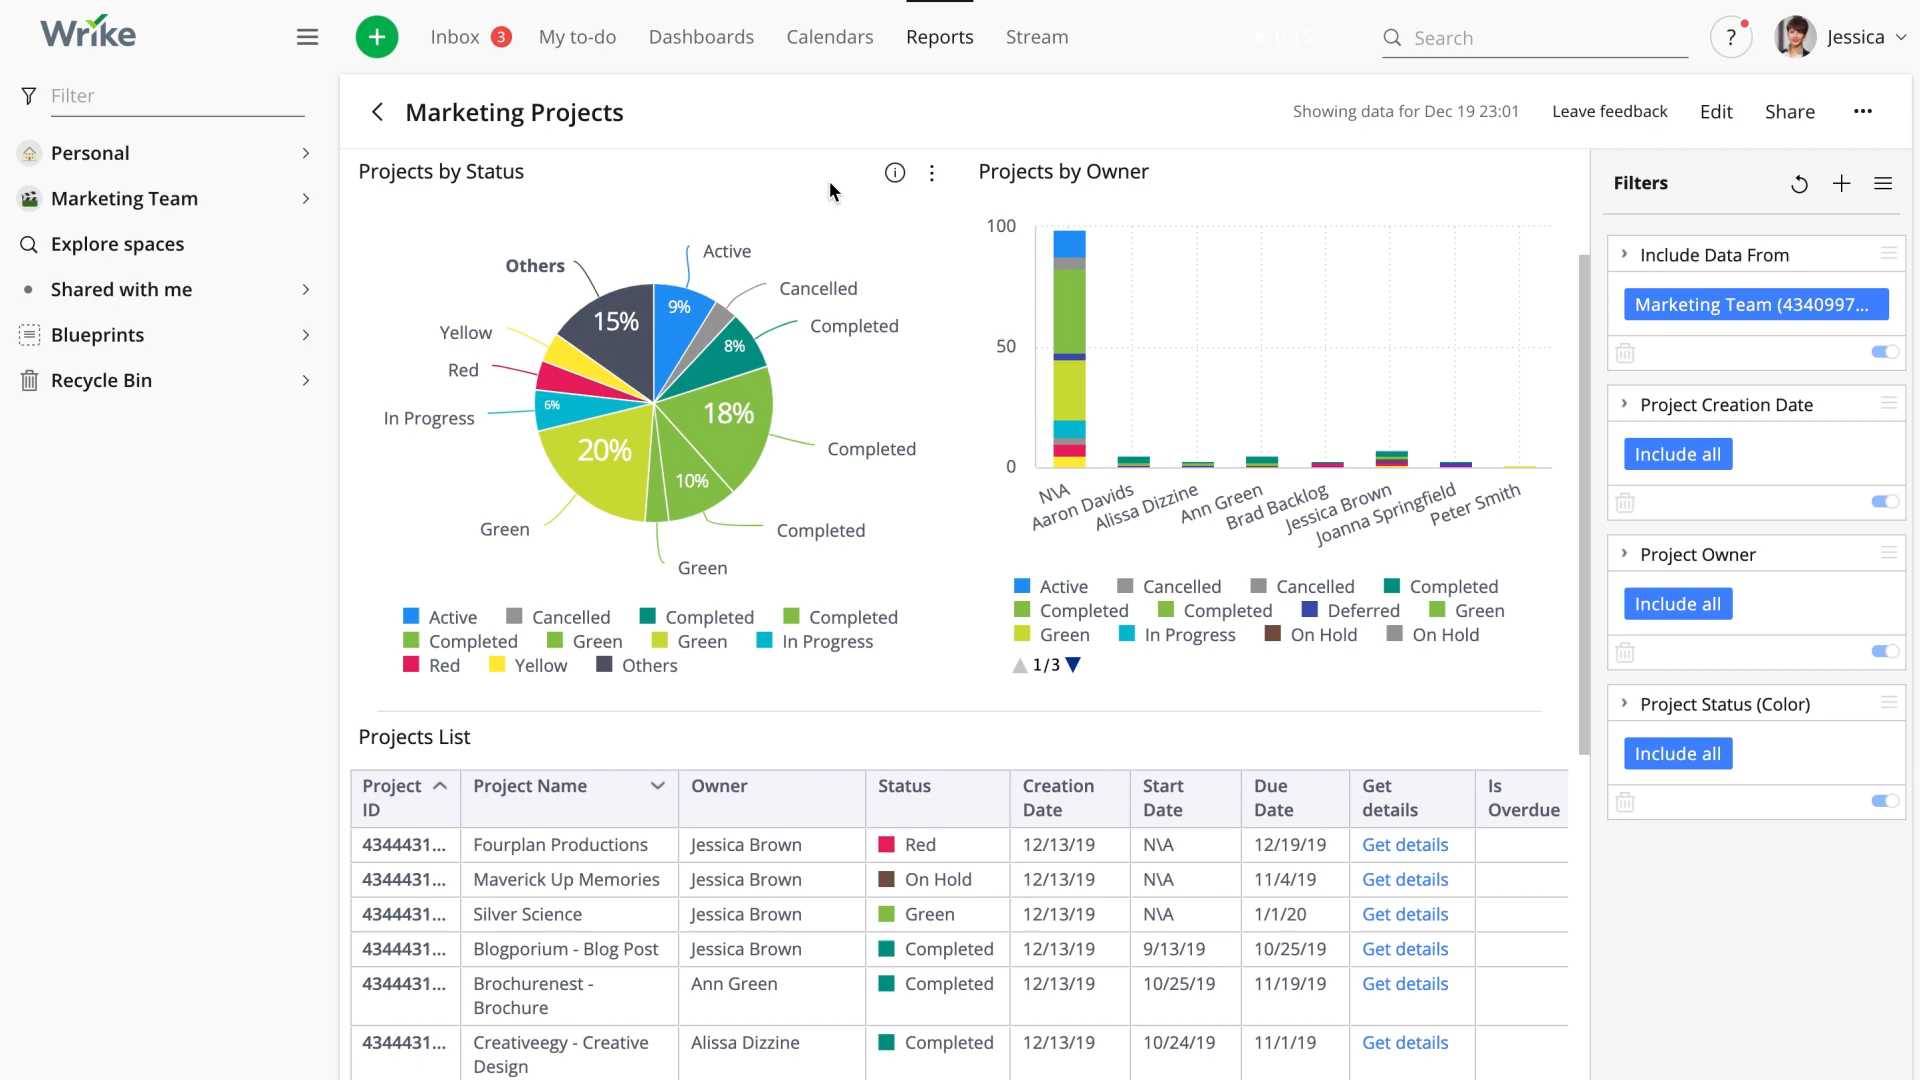 Wrike
Inbox 3 My to-do Dashboards Calendars Reports Stream
Search
? Jessica
Filter
Personal
Marketing Team
Explore spaces
Shared with me
Blueprints
Recycle Bin
Marketing Projects
Showing data for Dec 19 23:01 Leave feedback Edit Share
Projects by Status
Active
Others
Cancelled
9%
15%
Completed
Yellow
8%
Red
6%
18%
In Progress
20%
Completed
10%
Green
Completed
Green
Active Cancelled Completed Completed
Completed Green Green In Progress
Red Yellow Others
Projects by Owner
100
50
0
N\A
Aaron Davids
Alissa Dizzine
Ann Green
Brad Backlog
Jessica Brown
Joanna Springfield
Peter Smith
Active Cancelled Cancelled Completed
Completed Completed Deferred Green
Green In Progress On Hold On Hold
1/3
Projects List
Project ID Project Name Owner Status Creation Date Start Date Due Date Get details Is Overdue
4344431... Fourplan Productions Jessica Brown Red 12/13/19 N\A 12/19/19 Get details
4344431... Maverick Up Memories Jessica Brown On Hold 12/13/19 N\A 11/4/19 Get details
4344431... Silver Science Jessica Brown Green 12/13/19 N\A 1/1/20 Get details
4344431... Blogporium - Blog Post Jessica Brown Completed 12/13/19 9/13/19 10/25/19 Get details
4344431... Brochurenest - Ann Green Completed 12/13/19 10/25/19 11/19/19 Get details
Brochure
4344431... Creativeegy - Creative Alissa Dizzine Completed 12/13/19 10/24/19 11/1/19 Get details
Design
Filters
Include Data From
Marketing Team (4340997...
Project Creation Date
Include all
Project Owner
Include all
Project Status (Color)
Include all